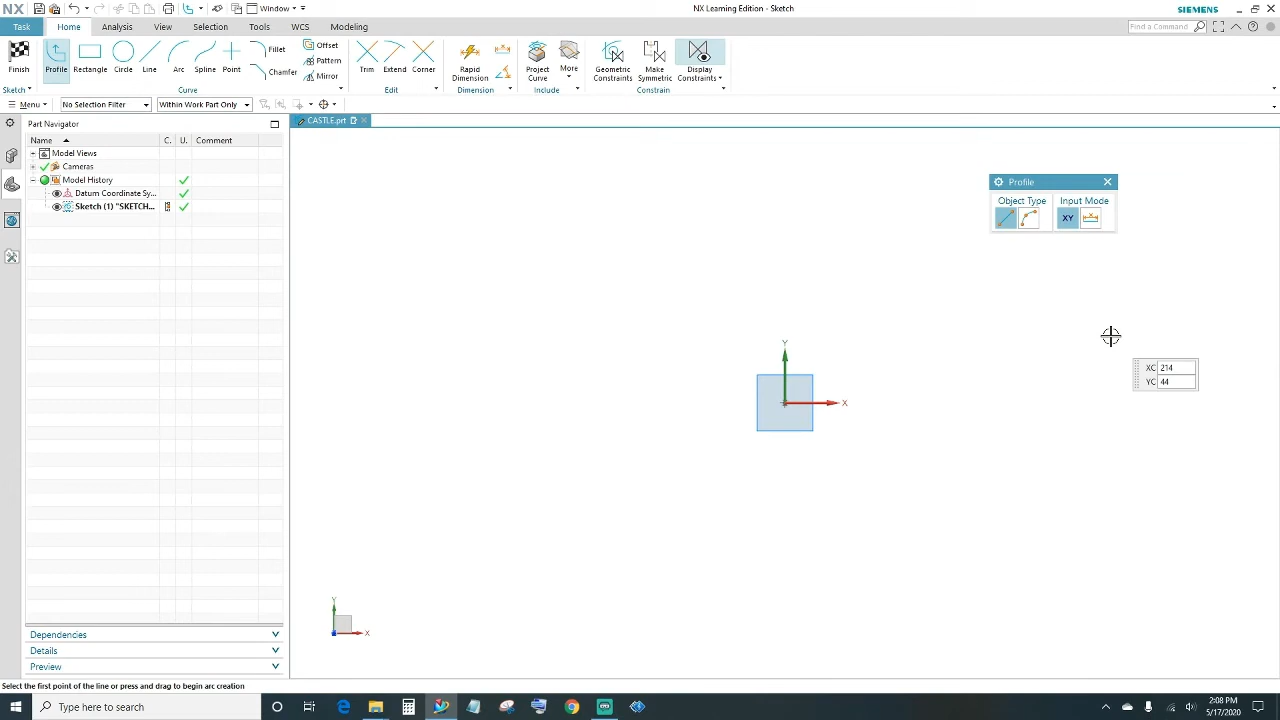 NX
Window
NX Learning Edition - Sketch
SIEMENS
Task
Home
Analysis
View
Selection
Tools
WCS
Modeling
Find a Command
Finish
Profile
Rectangle
Circle
Line
Arc
Spline
Point
Fillet
Chamfer
Offset
Pattern
Mirror
Trim
Extend
Corner
Rapid
Dimension
Project
Curve
More
Geometric
Constraints
Make
Symmetric
Display
Constraints
Sketch
Curve
Edit
Dimension
Include
Constrain
Menu
No Selection Filter
Within Work Part Only
Part Navigator
CASTLE.prt
Name
C.
U.
Comment
Model Views
Cameras
Model History
Datum Coordinate Sy...
Sketch (1) "SKETCH...
Profile
Object Type
Input Mode
XY
Y
X
XC 214
YC 44
Y
X
Dependencies
Details
Preview
Select the first point of the line or press and drag to begin arc creation
Type here to search
2:08 PM
5/17/2020